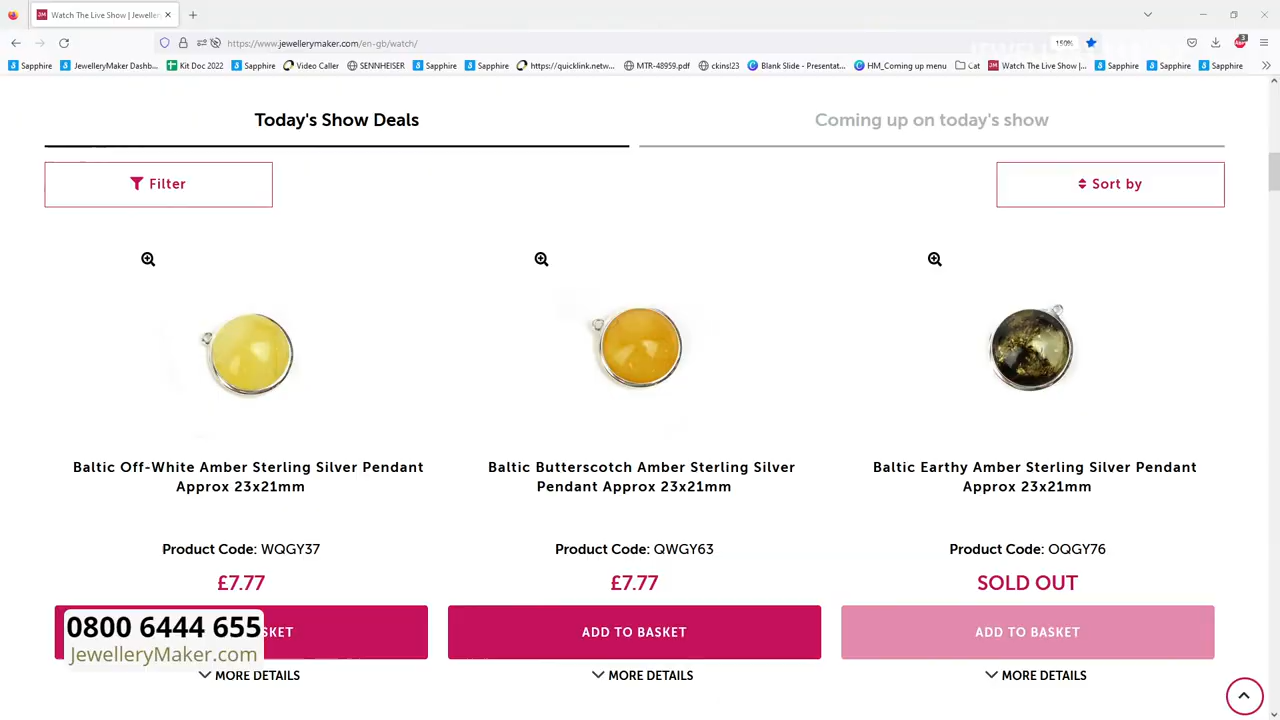 Watch The Live Show | Jeweller
https://www.jewellerymaker.com/en-gb/watch/
150%
3
Sapphire JewelleryMaker Dashb... Kit Doc 2022 Sapphire Video Caller SENNHEISER Sapphire Sapphire https://quicklink.netw... MTR-48959.pdf ckinsl23 Blank Slide - Presentat... HM_Coming up menu Cat Watch The Live Show |... Sapphire Sapphire Sapphire
Today's Show Deals
Coming up on today's show
Filter
Sort by
Baltic Off-White Amber Sterling Silver Pendant
Approx 23x21mm
Product Code: WQGY37
£7.77
SKET
MORE DETAILS
Baltic Butterscotch Amber Sterling Silver
Pendant Approx 23x21mm
Product Code: QWGY63
£7.77
ADD TO BASKET
MORE DETAILS
Baltic Earthy Amber Sterling Silver Pendant
Approx 23x21mm
Product Code: OQGY76
SOLD OUT
ADD TO BASKET
MORE DETAILS
0800 6444 655
JewelleryMaker.com